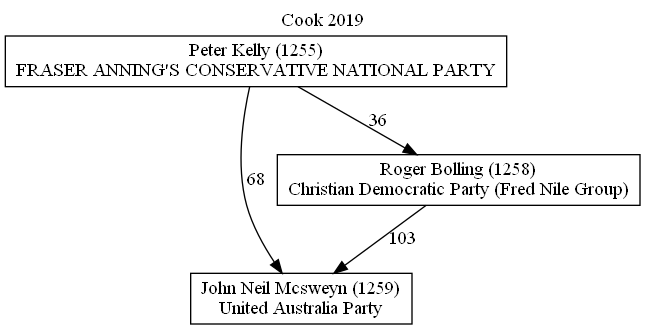 Cook 2019
Peter Kelly (1255)
FRASER ANNING'S CONSERVATIVE NATIONAL PARTY
36
68
Roger Bolling (1258)
Christian Democratic Party (Fred Nile Group)
103
John Neil Mcsweyn (1259)
United Australia Party